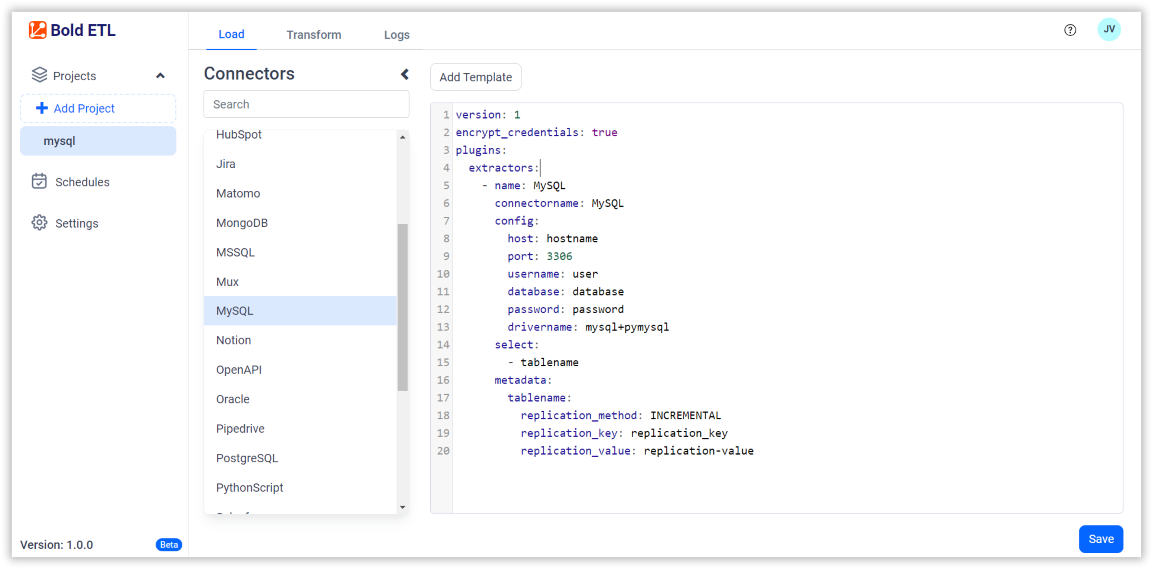 Bold ETL
Projects
Add Project
mysql
Schedules
Settings
Version: 1.0.0
Beta
Load
Transform
Logs
JV
Connectors
Search
HubSpot
Jira
Matomo
MongoDB
MSSQL
Mux
MySQL
Notion
OpenAPI
Oracle
Pipedrive
PostgreSQL
PythonScript
Add Template
1 version: 1
2 encrypt_credentials: true
3 plugins:
4 extractors:
5 - name: MySQL
6 connectorname: MySQL
7 config:
8 host: hostname
9 port: 3306
10 username: user
11 database: database
12 password: password
13 drivername: mysql+pymysql
14 select:
15 - tablename
16 metadata:
17 tablename:
18 replication_method: INCREMENTAL
19 replication_key: replication_key
20 replication_value: replication-value
Save